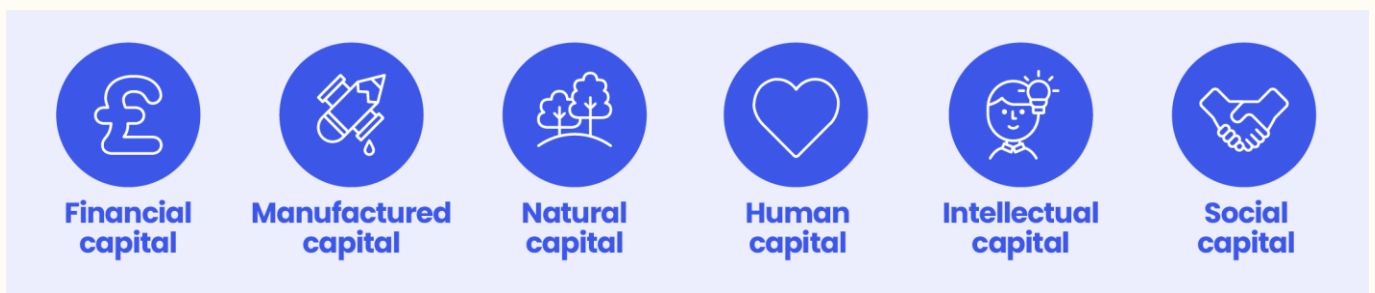 £
Financial
capital
Manufactured
capital
Natural
capital
Human
capital
Intellectual
capital
Social
capital